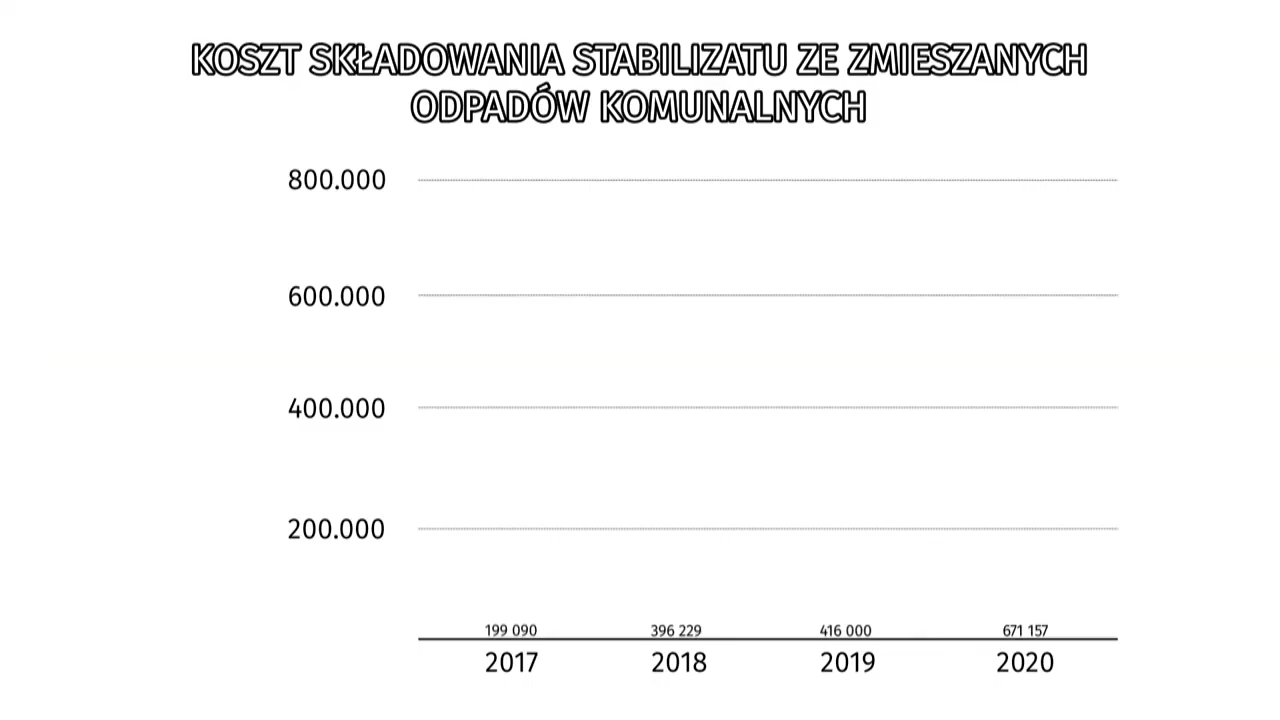 KOSZT SKŁADOWANIA STABILIZATU ZE ZMIESZANYCH
ODPADÓW KOMUNALNYCH
800.000
600.000
400.000
200.000
199 090 396 229 416 000 671 157
2017 2018 2019 2020